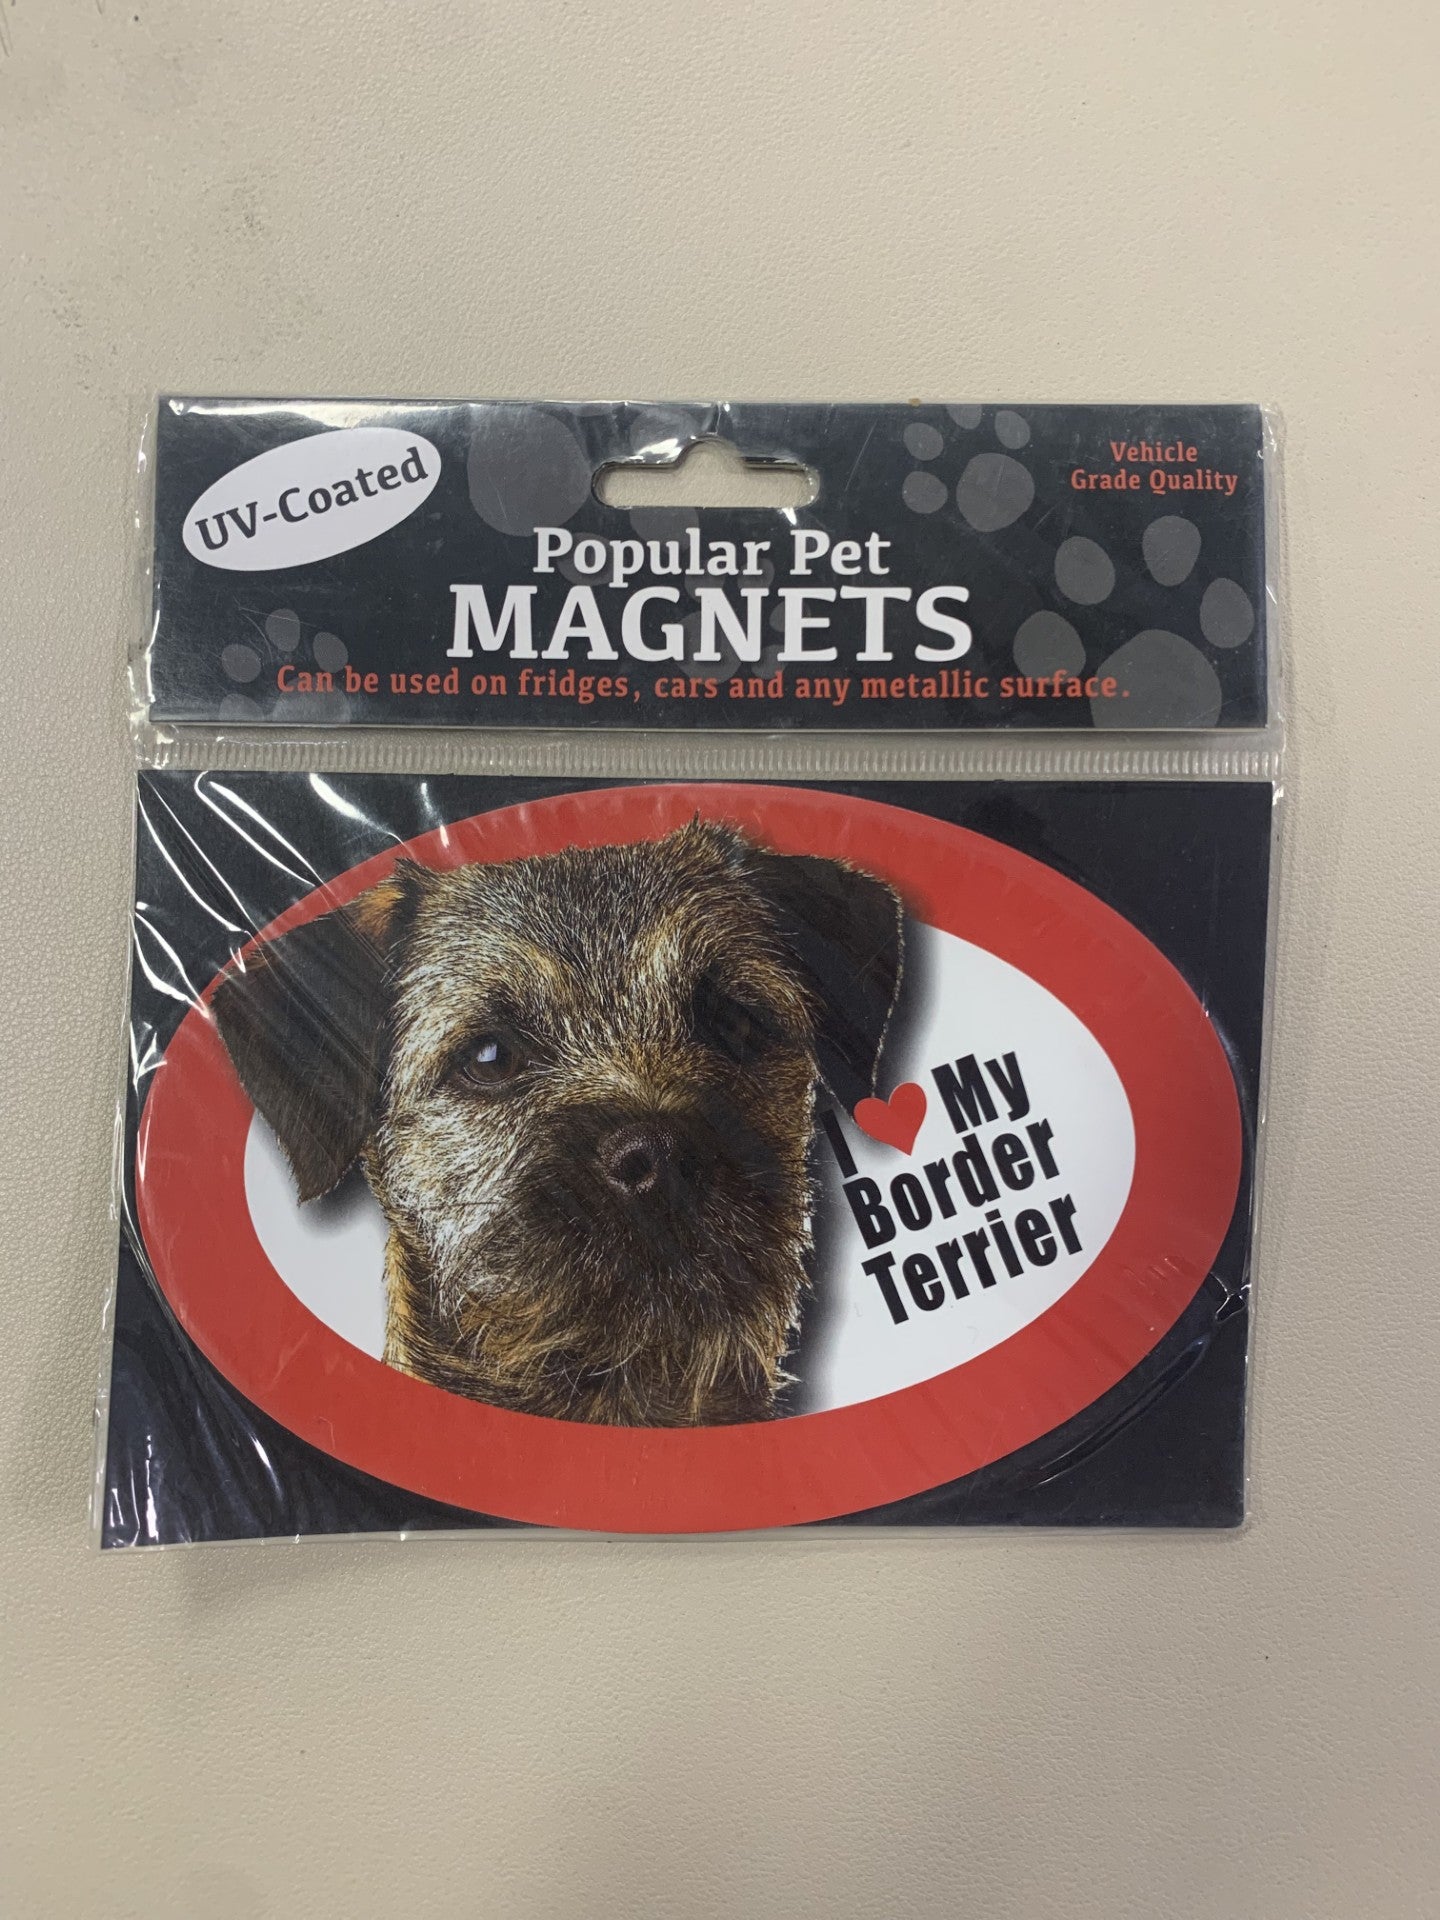 UV-Coated
Vehicle
Grade Quality
Popular Pet
MAGNETS
Can be used on fridges, cars and any metallic surface.
I ❤ My
Border
Terrier